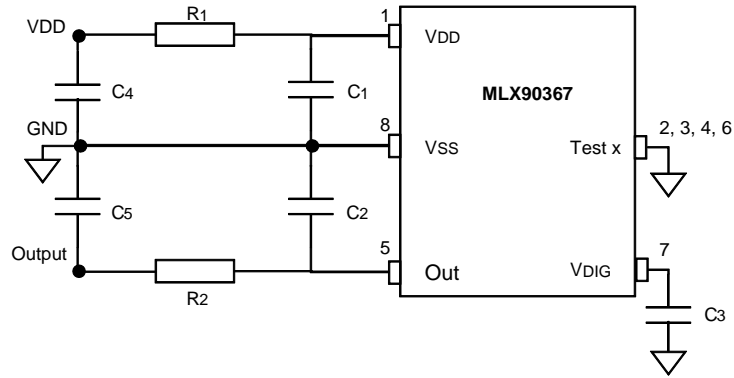 R1
1
VDD
VDD
MLX90367
C4
C1
GND
8
VSS
2, 3, 4, 6
Test x
C5
C2
Output
5
Out
7
VDIG
R2
C3